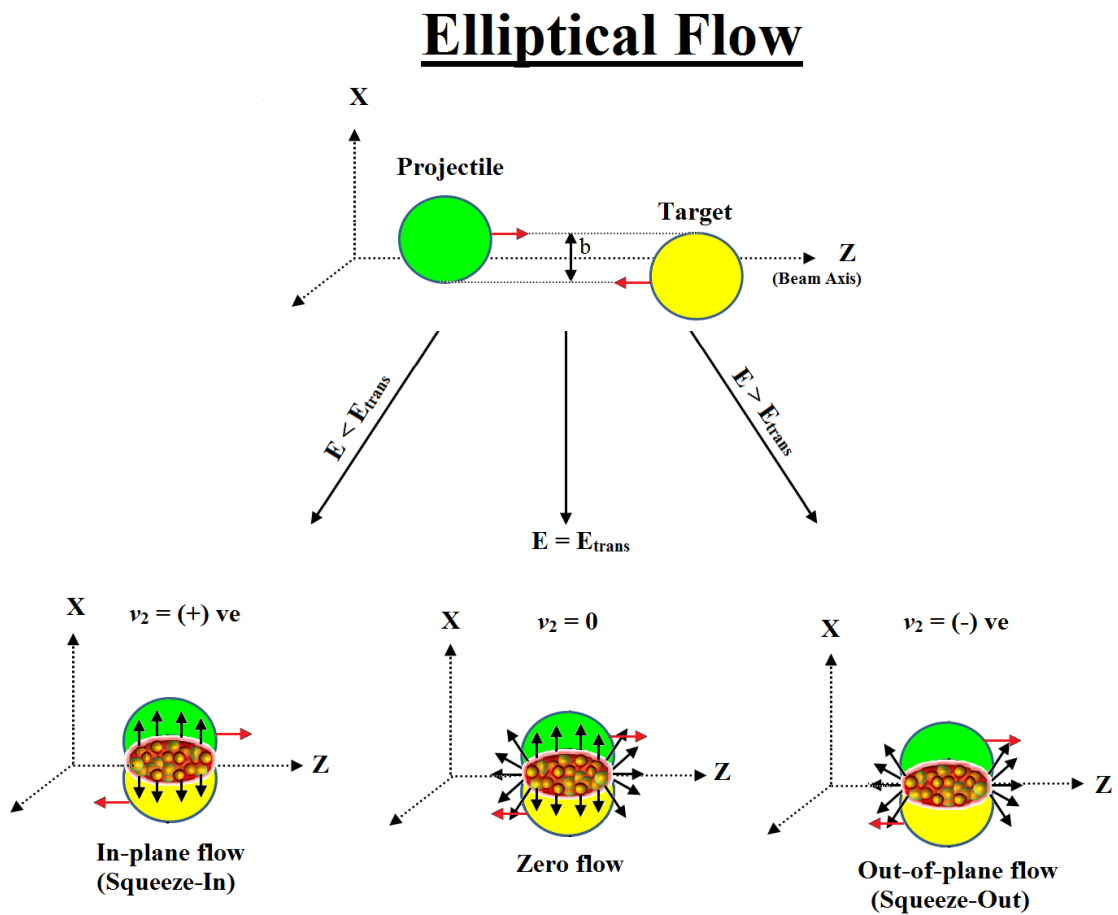 Elliptical Flow
X
Projectile
Target
b
Z
(Beam Axis)
E < Etrans
E > Etrans
E = Etrans
X
v2 = (+) ve
Z
In-plane flow
(Squeeze-In)
X
v2 = 0
Z
Zero flow
X
v2 = (-) ve
Z
Out-of-plane flow
(Squeeze-Out)